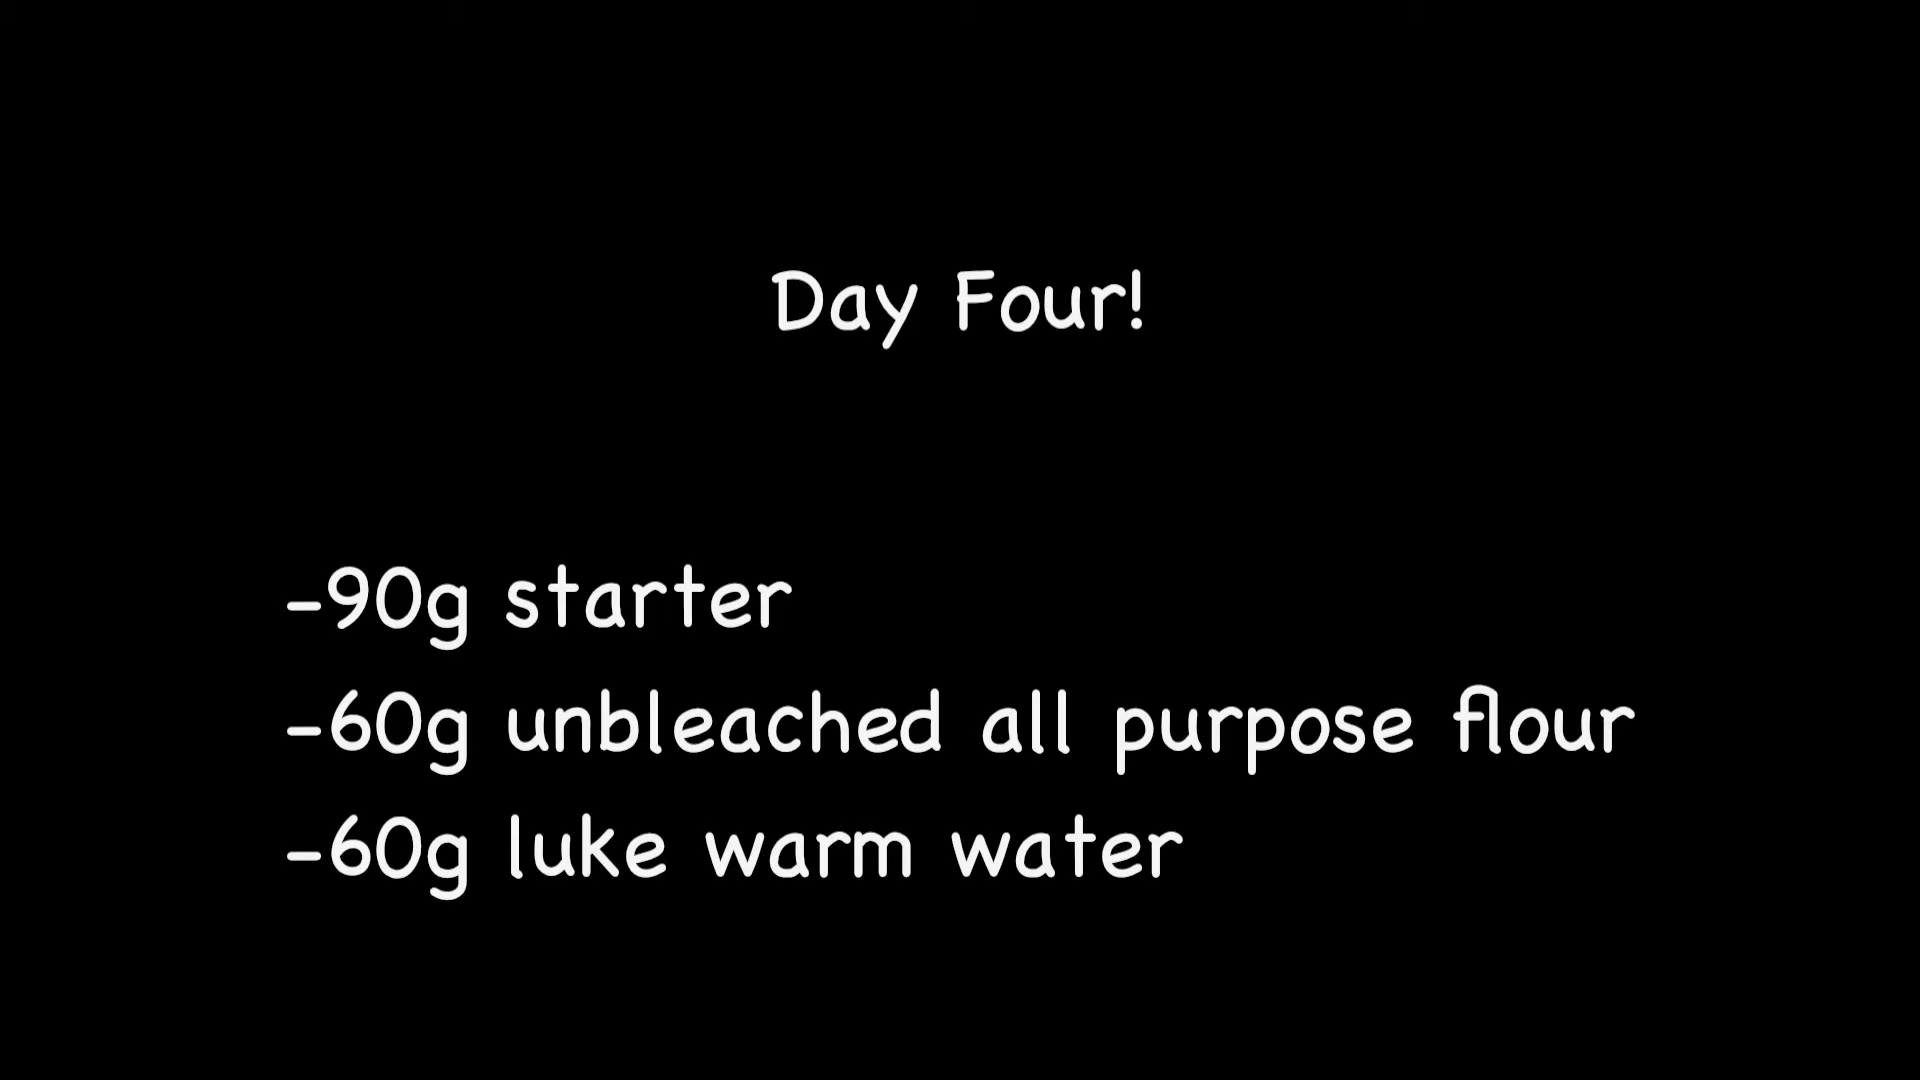 Day Four!
-90g starter
-60g unbleached all purpose flour
-60g luke warm water